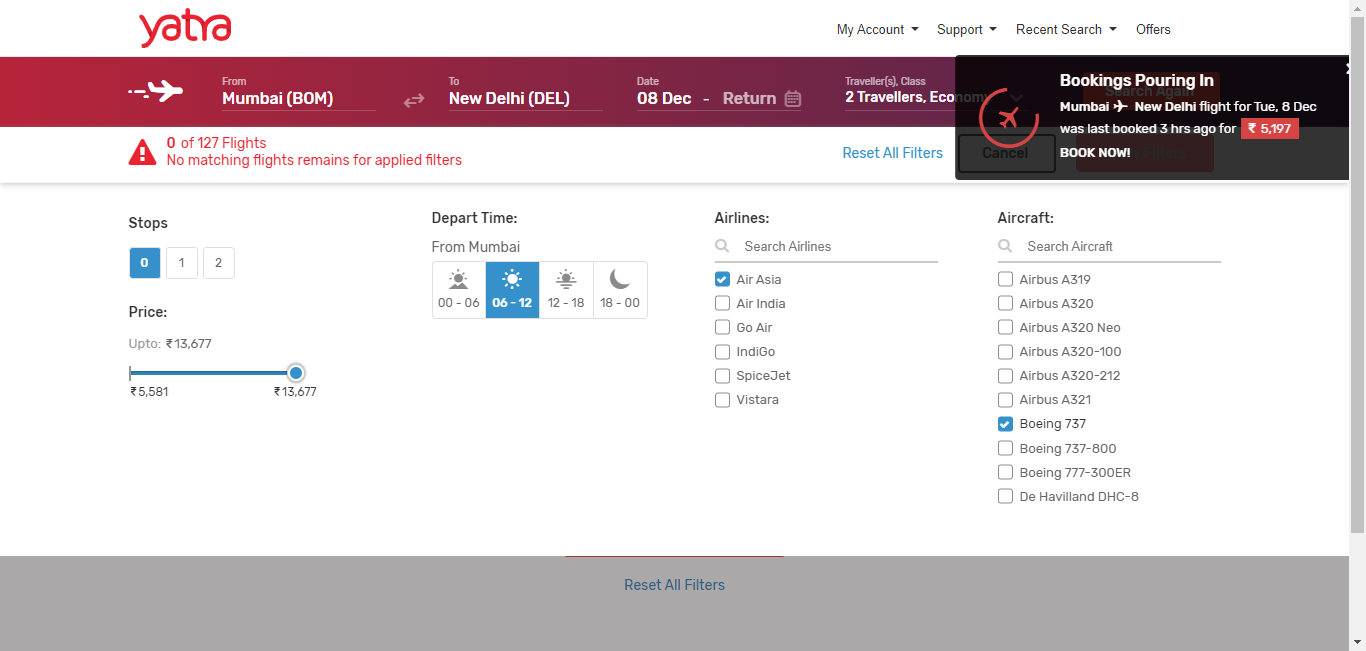 yatra
My Account Support Recent Search Offers
From
Mumbai (BOM)
To
New Delhi (DEL)
Date
08 Dec - Return
Traveller(s), Class
2 Travellers, Economy
Search Again
Bookings Pouring In
Mumbai New Delhi flight for Tue, 8 Dec
was last booked 3 hrs ago for ₹ 5,197
BOOK NOW!
0 of 127 Flights
No matching flights remains for applied filters
Reset All Filters
Cancel
Stops
0 1 2
Price:
Upto: ₹13,677
₹5,581 ₹13,677
Depart Time:
From Mumbai
00 - 06 06 - 12 12 - 18 18 - 00
Airlines:
Search Airlines
Air Asia
Air India
Go Air
IndiGo
SpiceJet
Vistara
Aircraft:
Search Aircraft
Airbus A319
Airbus A320
Airbus A320 Neo
Airbus A320-100
Airbus A320-212
Airbus A321
Boeing 737
Boeing 737-800
Boeing 777-300ER
De Havilland DHC-8
Reset All Filters